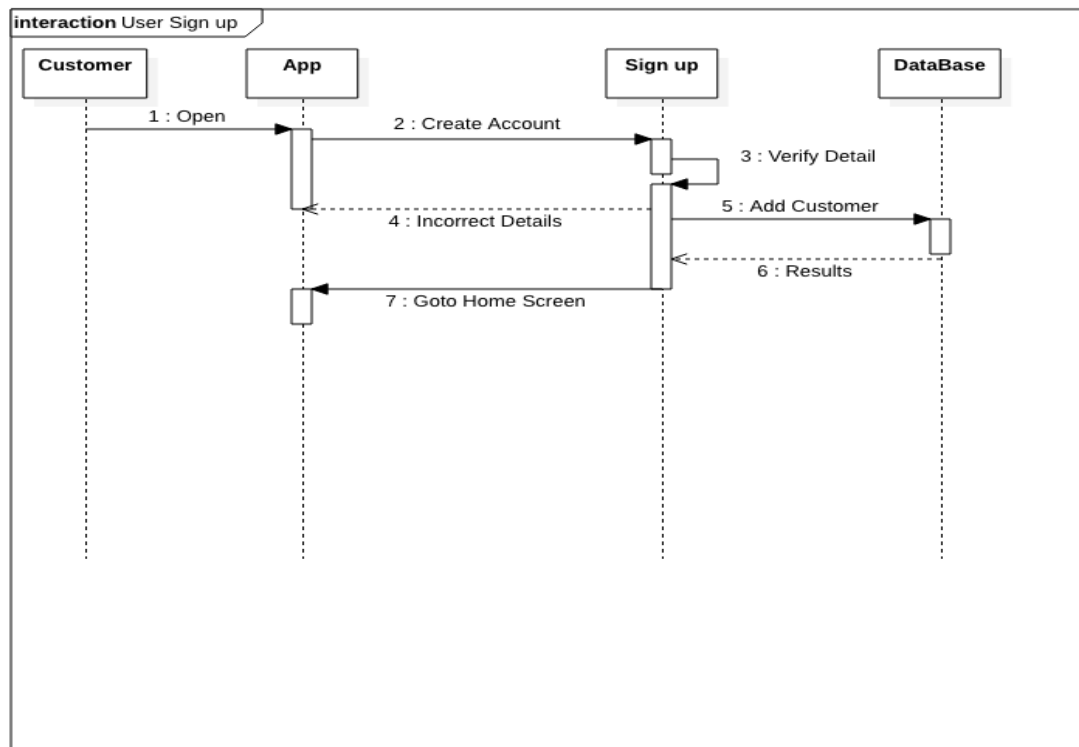 interaction User Sign up
Customer
App
Sign up
DataBase
1 : Open
2 : Create Account
3 : Verify Detail
4 : Incorrect Details
5 : Add Customer
6 : Results
7 : Goto Home Screen